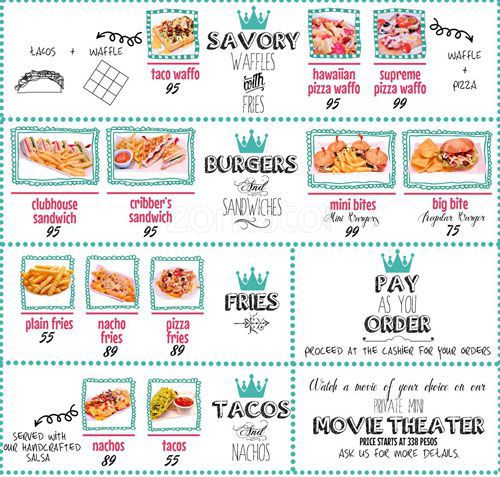 TACOS + WAFFLE
taco waffo
95
SAVORY
WAFFLES
with
FRIES
hawaiian
pizza waffo
95
supreme
pizza waffo
99
WAFFLE
+
PIZZA
clubhouse
sandwich
95
cribber's
sandwich
95
BURGERS
And
SANDWICHES
mini bites
Mini Burgers
99
big bite
Regular Burger
75
plain fries
55
nacho
fries
89
pizza
fries
89
FRIES
PAY
AS YOU
ORDER
PROCEED AT THE CASHIER FOR YOUR ORDERS
SERVED WITH
OUR HANDCRAFTED
SALSA
nachos
89
tacos
55
TACOS
And
NACHOS
Watch a movie of your choice on our
PRIVATE MINI
MOVIE THEATER
PRICE STARTS AT 338 PESOS
ASK US FOR MORE DETAILS.